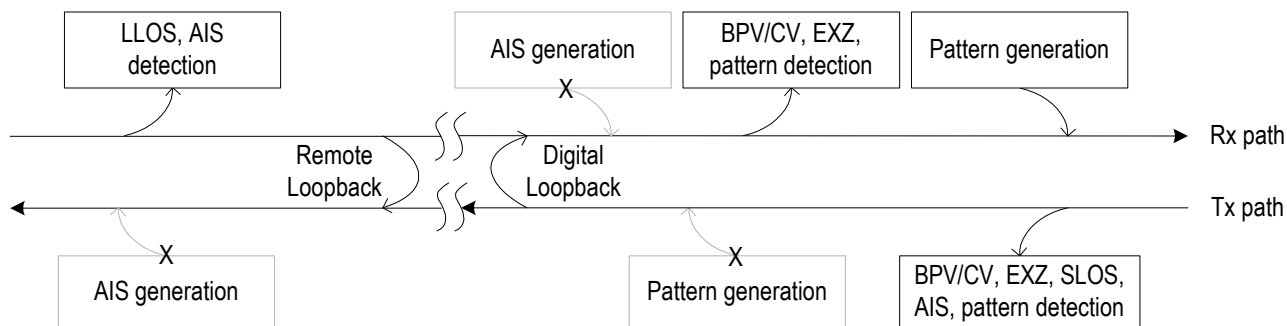 LLOS, AIS
detection
AIS generation
X
BPV/CV, EXZ,
pattern detection
Pattern generation
Rx path
Remote
Loopback
Digital
Loopback
Tx path
X
AIS generation
X
Pattern generation
BPV/CV, EXZ, SLOS,
AIS, pattern detection